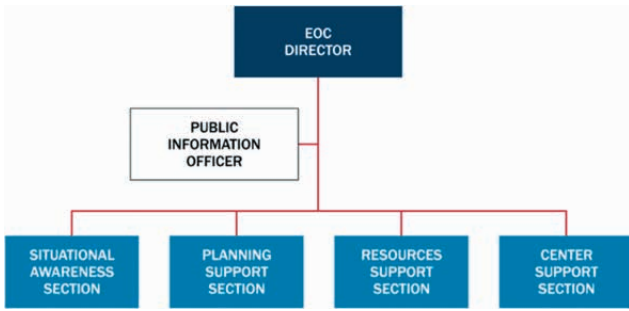 EOC
DIRECTOR
PUBLIC
INFORMATION
OFFICER
SITUATIONAL
AWARENESS
SECTION
PLANNING
SUPPORT
SECTION
RESOURCES
SUPPORT
SECTION
CENTER
SUPPORT
SECTION